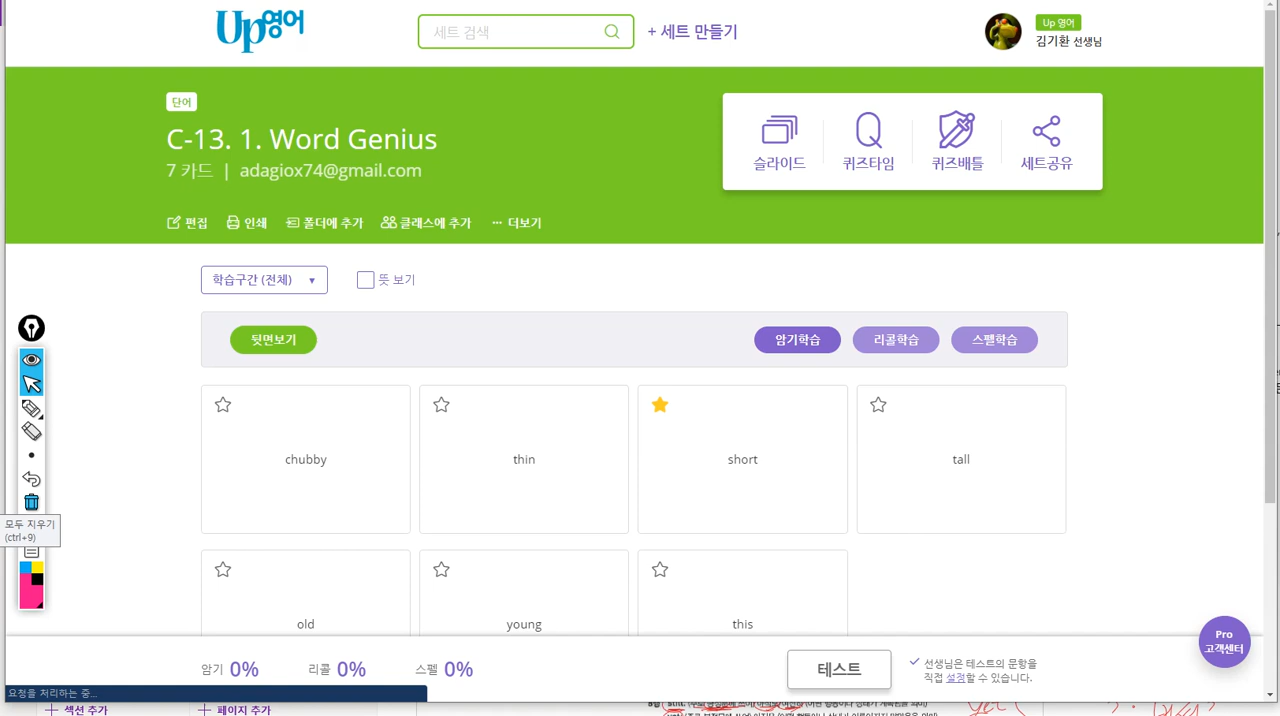 Up영어
세트 검색
+ 세트 만들기
Up 영어
김기환 선생님
단어
C-13. 1. Word Genius
7 카드 | adagiox74@gmail.com
슬라이드
퀴즈타임
퀴즈배틀
세트공유
편집
인쇄
폴더에 추가
클래스에 추가
··· 더보기
학습구간 (전체) ▼
뜻 보기
뒷면보기
암기학습
리콜학습
스펠학습
chubby
thin
short
tall
old
young
this
모두 지우기
(ctrl+9)
Pro
고객센터
암기 0%
리콜 0%
스펠 0%
테스트
선생님은 테스트의 문항을
직접 설정할 수 있습니다.
요청을 처리하는 중...
섹션 추가
페이지 추가